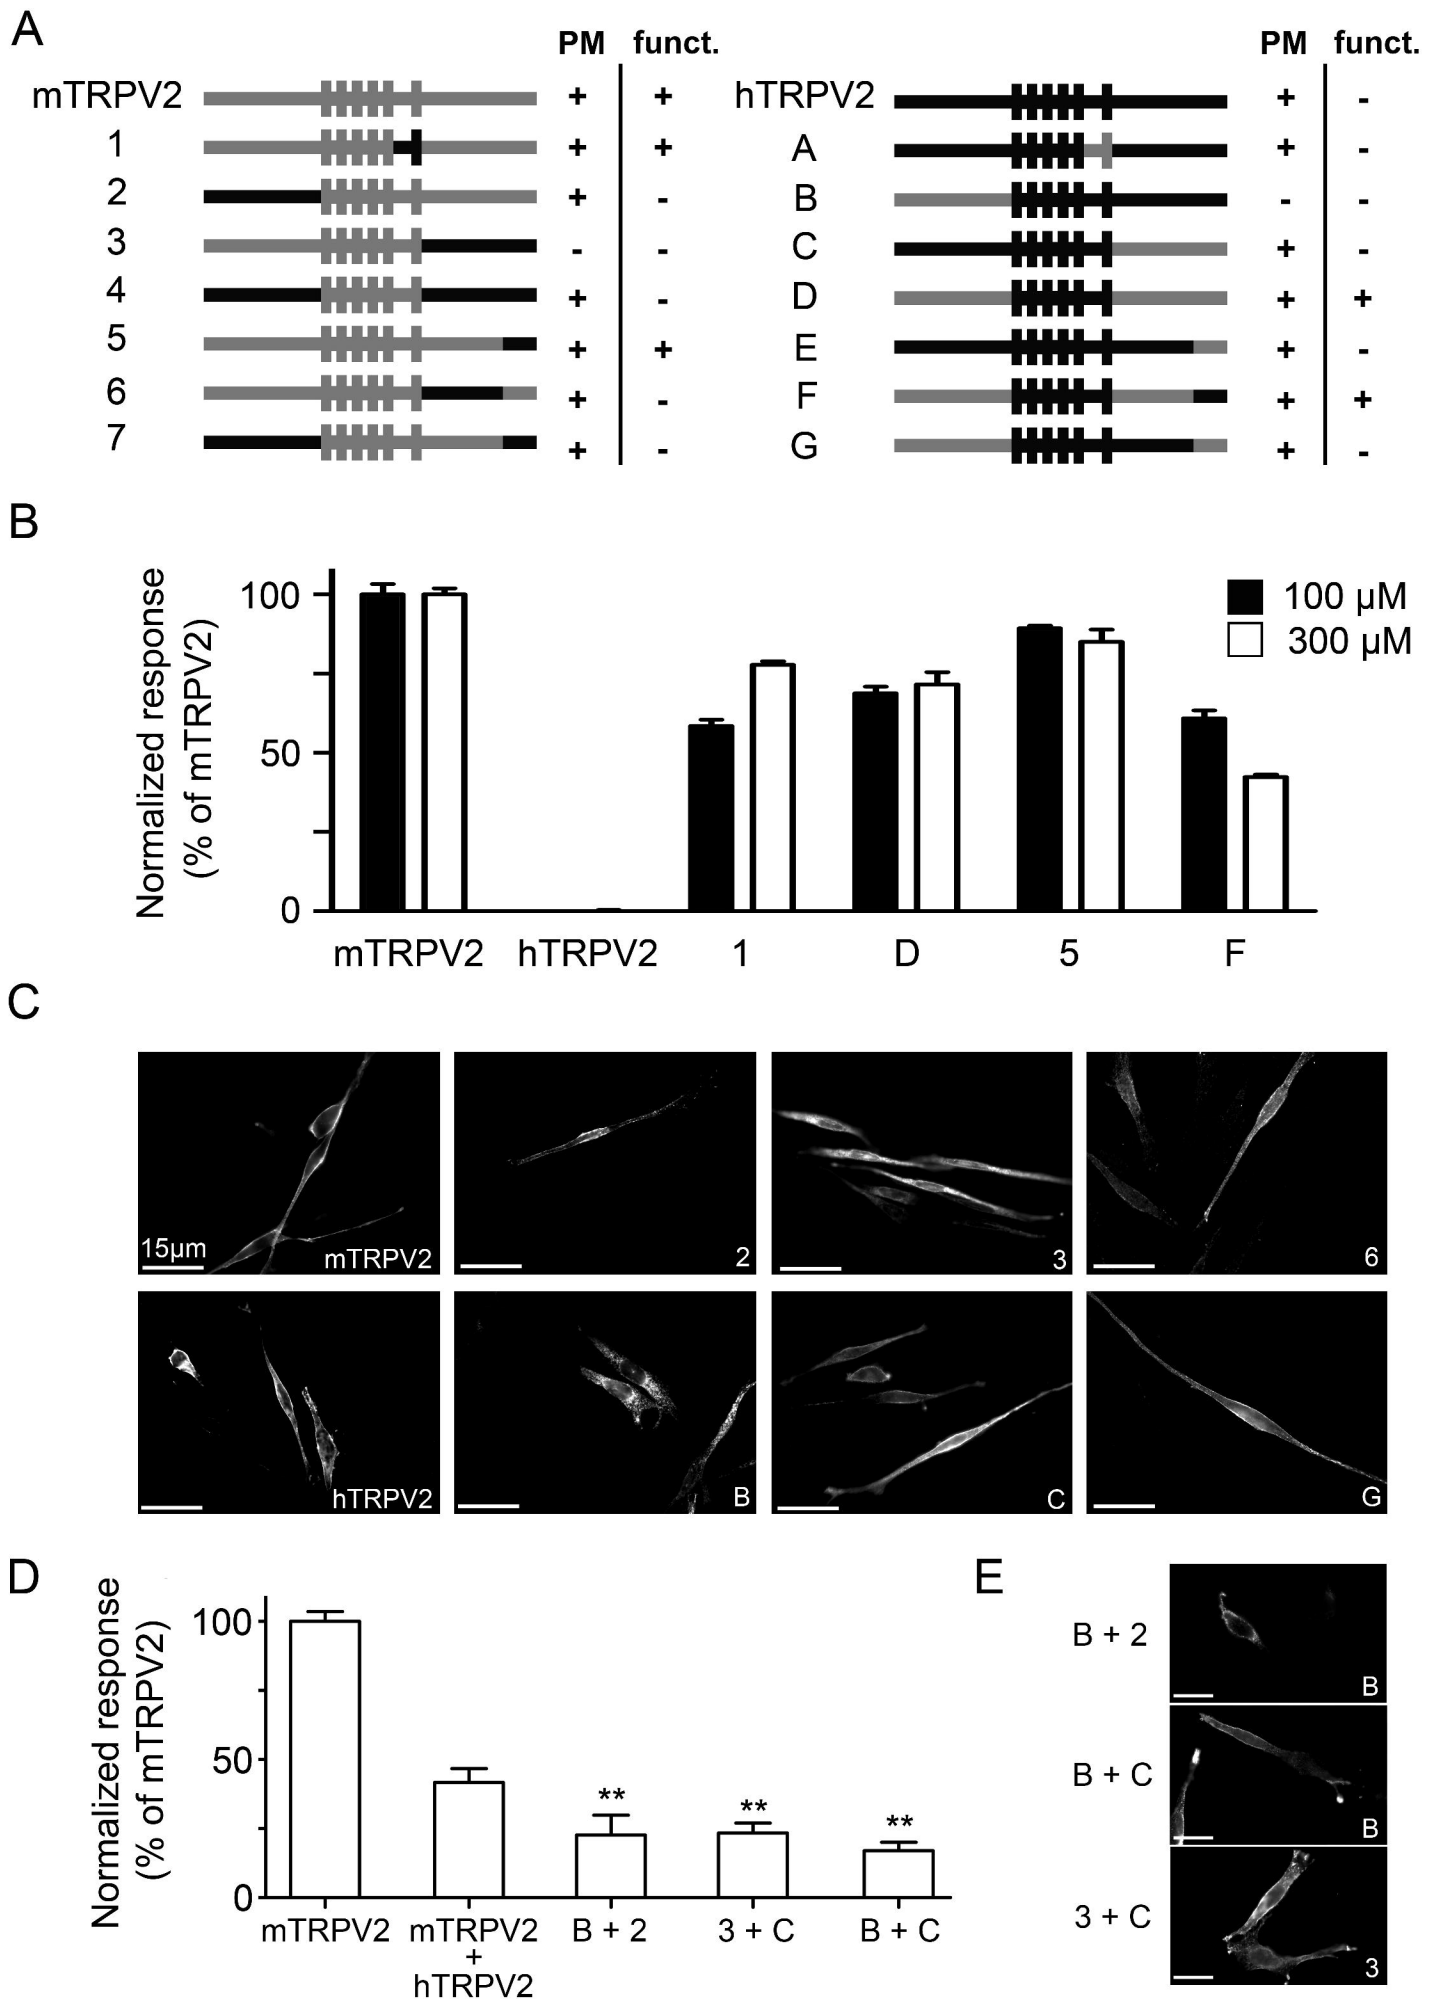 A
PM funct. PM funct.
mTRPV2 + + hTRPV2 + -
1 + + A + -
2 + - B - -
3 - - C + -
4 + - D + +
5 + + E + -
6 + - F + +
7 + - G + -
B
Normalized response
(% of mTRPV2)
100
50
0
100 µM
300 µM
mTRPV2 hTRPV2 1 D 5 F
C
15µm mTRPV2 2 3 6
hTRPV2 B C G
D
Normalized response
(% of mTRPV2)
100
50
0
** ** **
mTRPV2 mTRPV2 B + 2 3 + C B + C
+
hTRPV2
E
B + 2 B
B + C B
3 + C 3